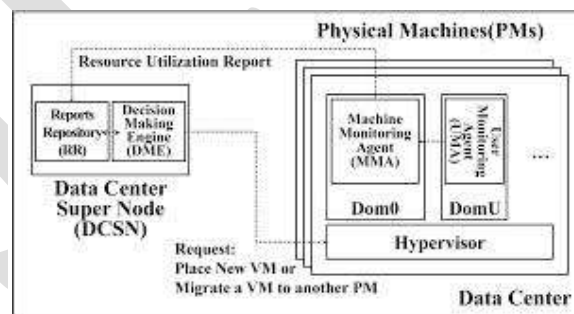 Physical Machines(PMs)
Resource Utilization Report
Reports
Repository
(RR)
Decision
Making
Engine
(DME)
Data Center
Super Node
(DCSN)
Machine
Monitoring
Agent
(MMA)
Dom0
User
Monitoring
Agent
(UMA)
DomU
...
Hypervisor
Request:
Place New VM or
Migrate a VM to another PM
Data Center